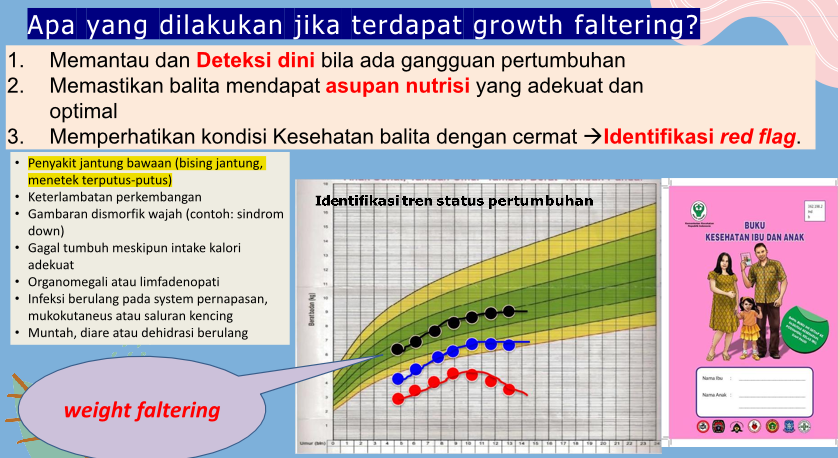 Apa yang dilakukan jika terdapat growth faltering?
1. Memantau dan Deteksi dini bila ada gangguan pertumbuhan
2. Memastikan balita mendapat asupan nutrisi yang adekuat dan
optimal
3. Memperhatikan kondisi Kesehatan balita dengan cermat →Identifikasi red flag.
• Penyakit jantung bawaan (bising jantung,
menetek terputus-putus)
• Keterlambatan perkembangan
• Gambaran dismorfik wajah (contoh: sindrom
down)
• Gagal tumbuh meskipun intake kalori
adekuat
• Organomegali atau limfadenopati
• Infeksi berulang pada system pernapasan,
mukokutaneus atau saluran kencing
• Muntah, diare atau dehidrasi berulang
weight faltering
Identifikasi tren status pertumbuhan
BUKU
KESEHATAN IBU DAN ANAK
Nama Ibu :
Nama Anak :